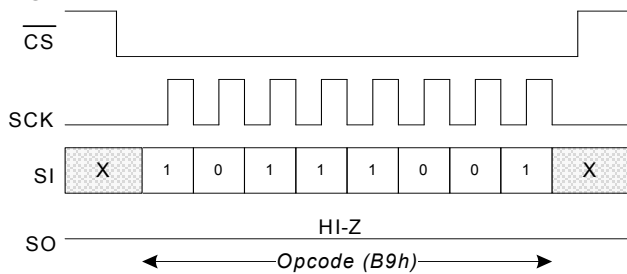 CS
SCK
SI X 1 0 1 1 1 0 0 1 X
HI-Z
SO
Opcode (B9h)